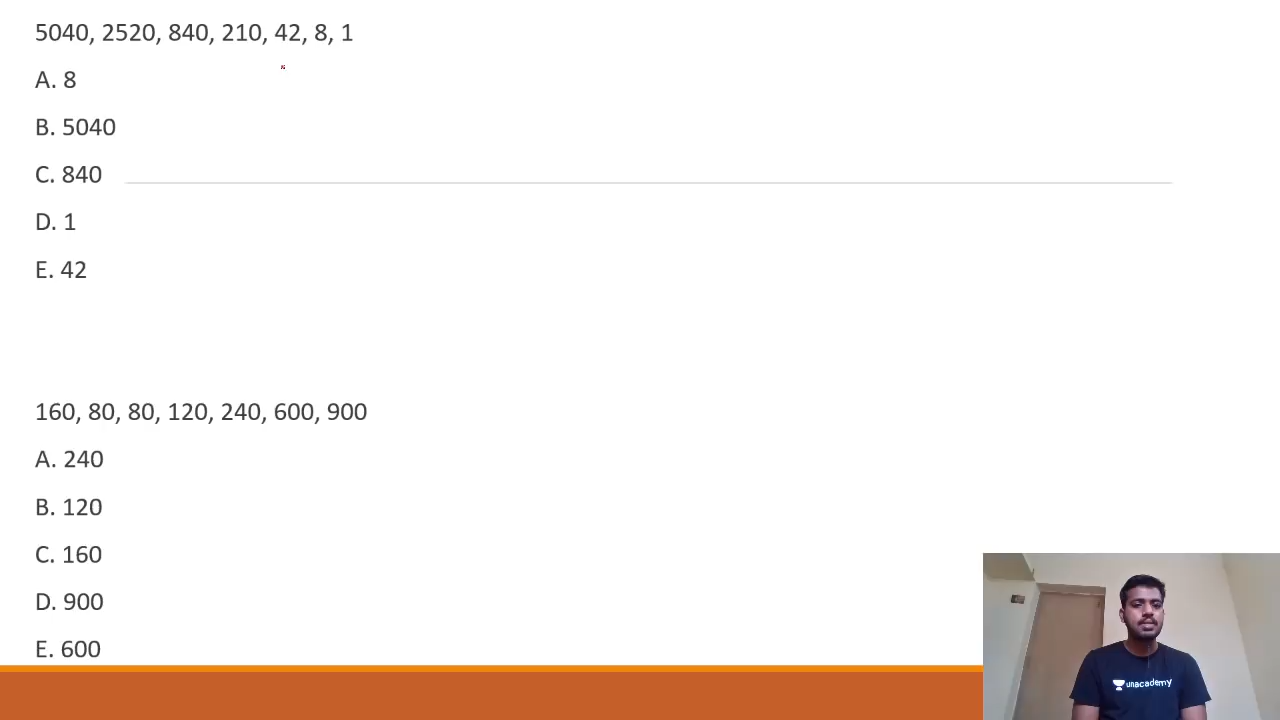 5040, 2520, 840, 210, 42, 8, 1
A. 8
B. 5040
C. 840
D. 1
E. 42
160, 80, 80, 120, 240, 600, 900
A. 240
B. 120
C. 160
D. 900
E. 600
unacademy